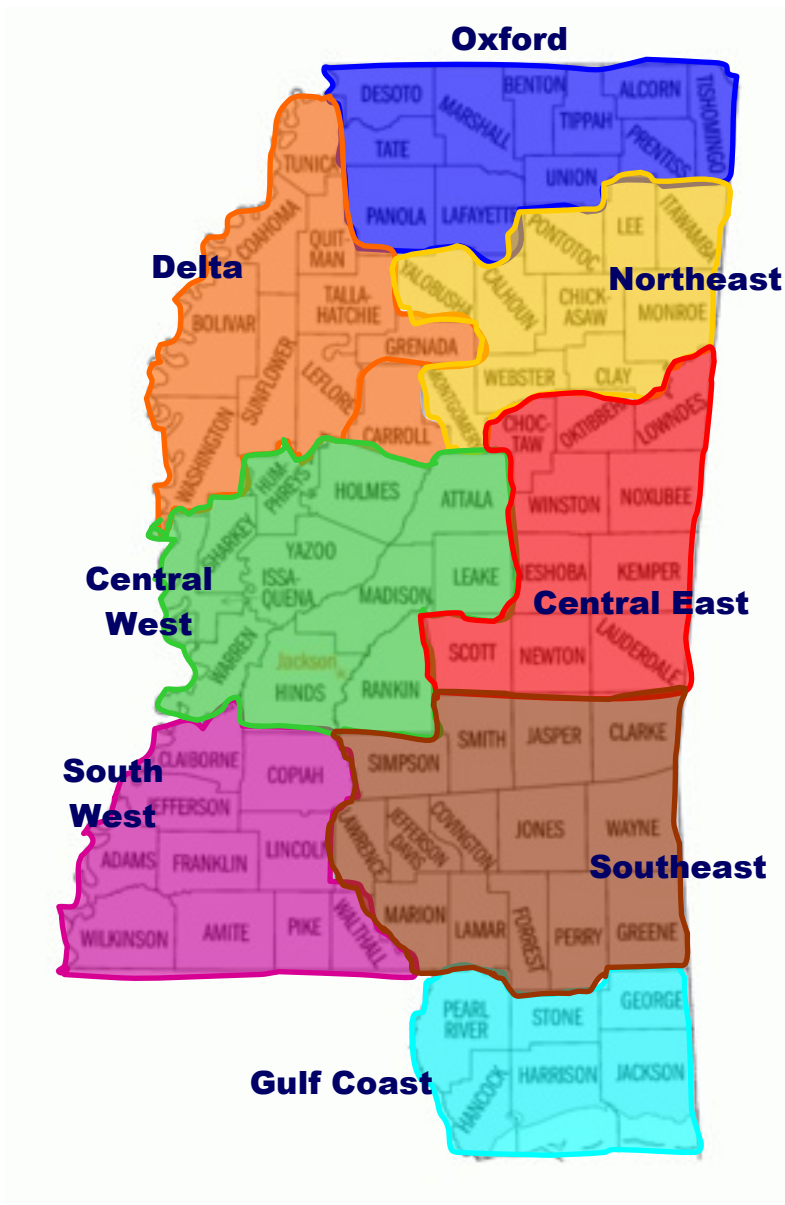 Oxford
DESOTO
MARSHALL
BENTON
TIPPAH
ALCORN
TISHOMINGO
PRENTISS
TATE
UNION
PANOLA
LAFAYETTE
Delta
TUNICA
COAHOMA
QUIT-
MAN
BOLIVAR
TALLA-
HATCHIE
SUNFLOWER
LEFLORE
GRENADA
CARROLL
WASHINGTON
Northeast
PONTOTOC
LEE
ITAWAMBA
YALOBUSHA
CALHOUN
CHICK-
ASAW
MONROE
WEBSTER
CLAY
MONTGOMERY
Central
West
HUM-
PHREYS
HOLMES
ATTALA
SHARKEY
YAZOO
ISSA-
QUENA
MADISON
LEAKE
WARREN
Jackson
HINDS
RANKIN
Central East
CHOC-
TAW
OKTIBBEH
LOWNDES
WINSTON
NOXUBEE
ESHOBA
KEMPER
SCOTT
NEWTON
LAUDERDALE
South
West
CLAIBORNE
COPIAH
EFFERSON
ADAMS
FRANKLIN
LINCOLN
WILKINSON
AMITE
PIKE
WALTHALL
Southeast
SIMPSON
SMITH
JASPER
CLARKE
LAWRENCE
JEFFERSON
DAVIS
COVINGTON
JONES
WAYNE
MARION
LAMAR
FORREST
PERRY
GREENE
Gulf Coast
PEARL
RIVER
STONE
GEORGE
HANCOCK
HARRISON
JACKSON